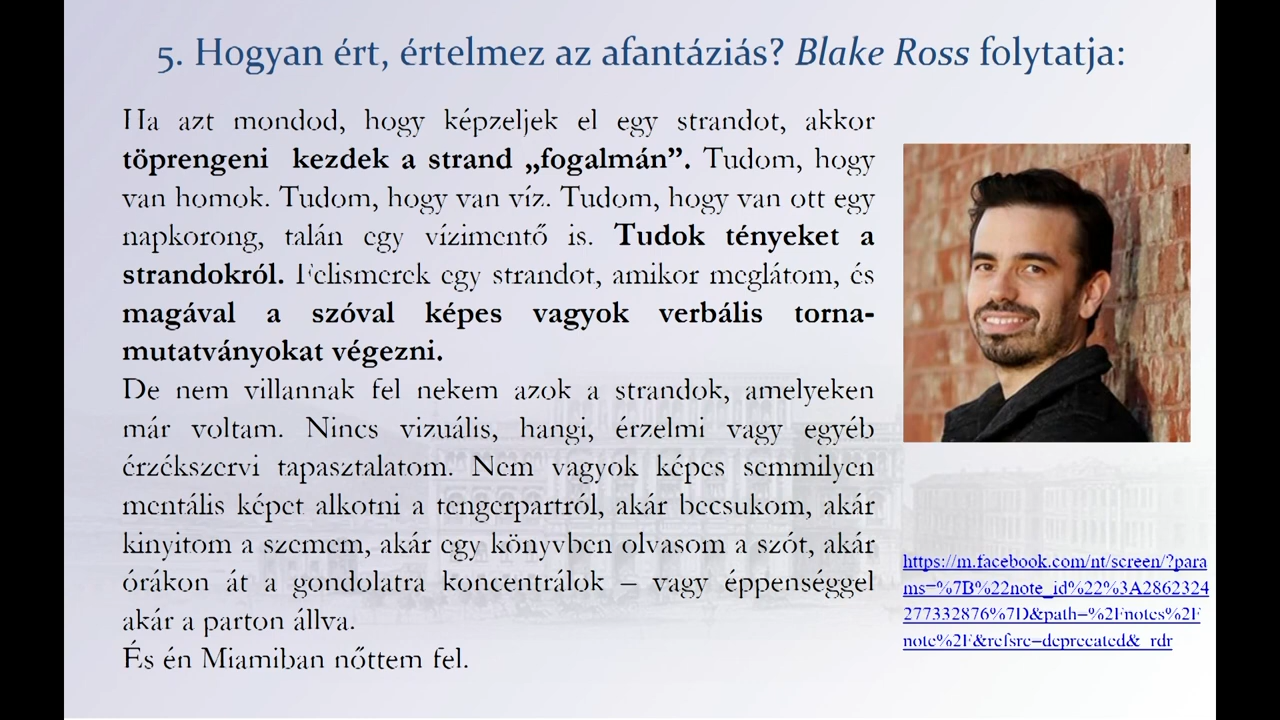 5. Hogyan ért, értelmez az afantáziás? Blake Ross folytatja:
Ha azt mondod, hogy képzeljek el egy strandot, akkor
töprengeni kezdek a strand „fogalmán”. Tudom, hogy
van homok. Tudom, hogy van víz. Tudom, hogy van ott egy
napkorong, talán egy vízimentő is. Tudok tényeket a
strandokról. Felismerek egy strandot, amikor meglátom, és
magával a szóval képes vagyok verbális torna-
mutatványokat végezni.
De nem villannak fel nekem azok a strandok, amelyeken
már voltam. Nincs vizuális, hangi, érzelmi vagy egyéb
érzékszervi tapasztalatom. Nem vagyok képes semmilyen
mentális képet alkotni a tengerpartról, akár becsukom, akár
kinyitom a szemem, akár egy könyvben olvasom a szót, akár
órákon át a gondolatra koncentrálok – vagy éppenséggel
akár a parton állva.
És én Miamiban nőttem fel.
https://m.facebook.com/nt/screen/?para
ms=%7B%22note_id%22%3A2862324
277332876%7D&path=%2Fnotes%2F
note%2F&refsrc=deprecated&_rdr